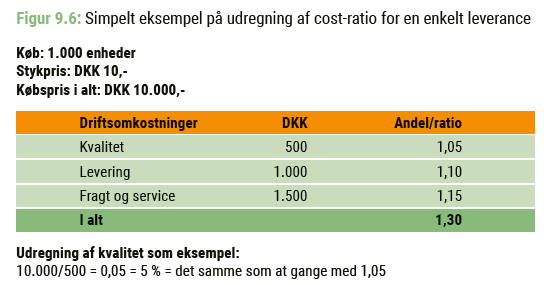 Figur 9.6: Simpelt eksempel på udregning af cost-ratio for en enkelt leverance
Køb: 1.000 enheder
Stykpris: DKK 10,-
Købspris i alt: DKK 10.000,-
Driftsomkostninger DKK Andel/ratio
Kvalitet 500 1,05
Levering 1.000 1,10
Fragt og service 1.500 1,15
I alt 1,30
Udregning af kvalitet som eksempel:
10.000/500 = 0,05 = 5 % = det samme som at gange med 1,05